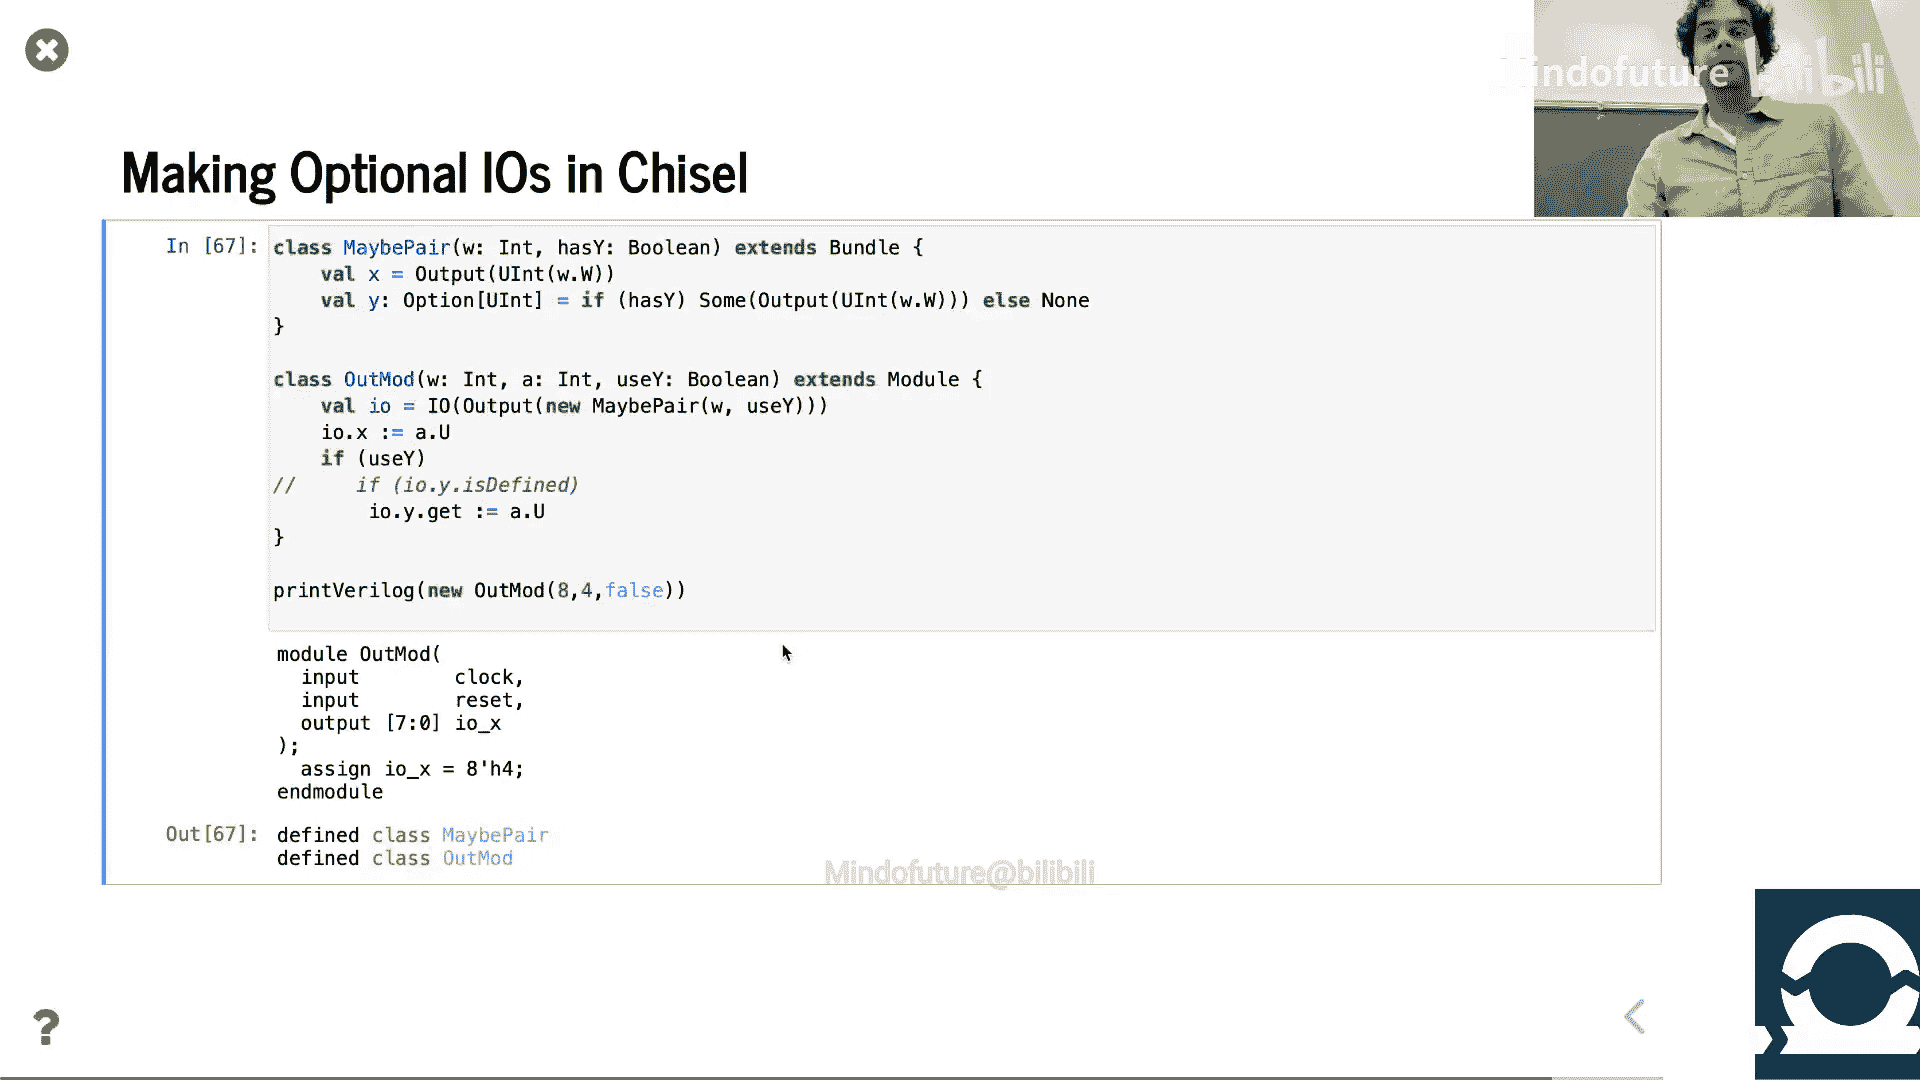 indofuture bilibili
Making Optional IOs in Chisel
In [67]: class MaybePair(w: Int, hasY: Boolean) extends Bundle {
val x = Output(UInt(w.W))
val y: Option[UInt] = if (hasY) Some(Output(UInt(w.W))) else None
}
class OutMod(w: Int, a: Int, useY: Boolean) extends Module {
val io = IO(Output(new MaybePair(w, useY)))
io.x := a.U
if (useY)
// if (io.y.isDefined)
io.y.get := a.U
}
printVerilog(new OutMod(8,4,false))
module OutMod(
input clock,
input reset,
output [7:0] io_x
);
assign io_x = 8'h4;
endmodule
Out[67]: defined class MaybePair
defined class OutMod
Mindofuture@bilibili
?